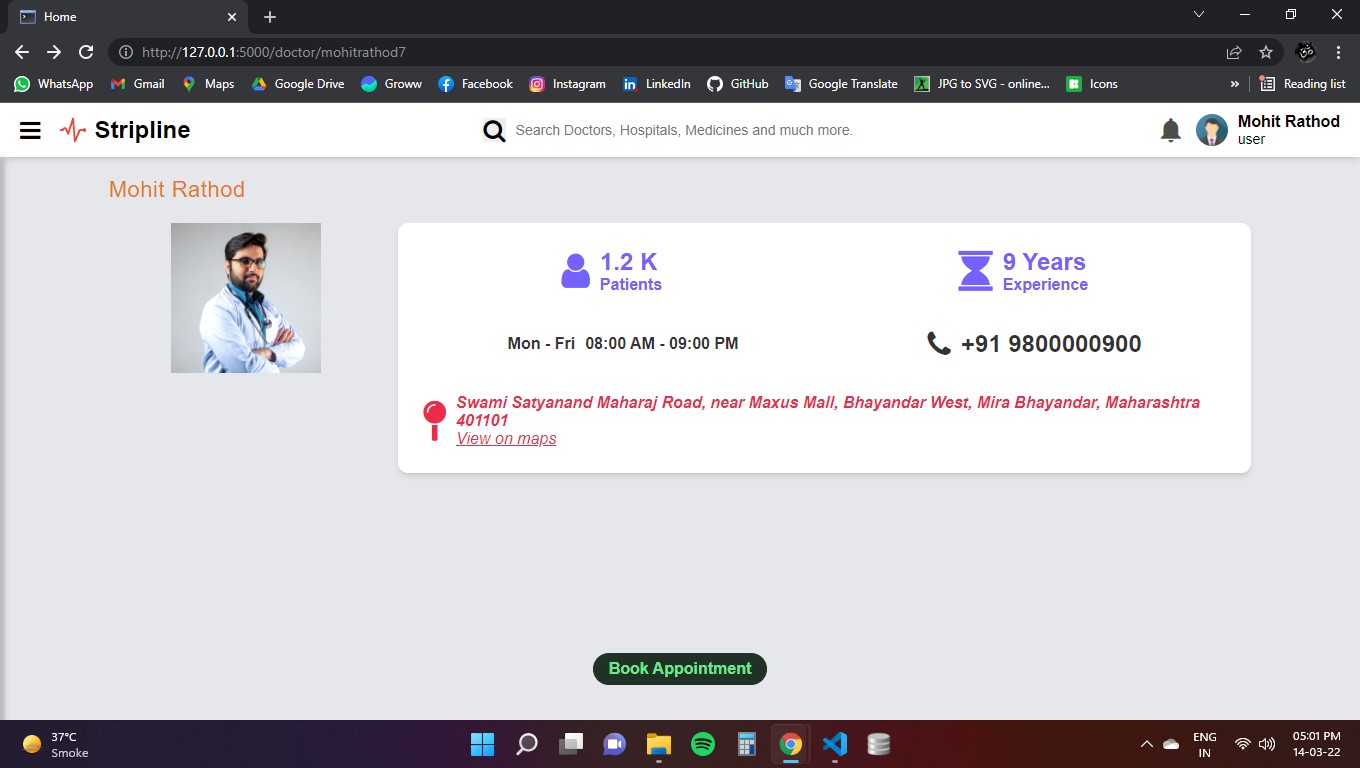 Home
http://127.0.0.1:5000/doctor/mohitrathod7
WhatsApp Gmail Maps Google Drive Groww Facebook Instagram LinkedIn GitHub Google Translate JPG to SVG - online... Icons » Reading list
Stripline
Search Doctors, Hospitals, Medicines and much more.
Mohit Rathod
user
Mohit Rathod
1.2 K
Patients
9 Years
Experience
Mon - Fri 08:00 AM - 09:00 PM
+91 9800000900
Swami Satyanand Maharaj Road, near Maxus Mall, Bhayandar West, Mira Bhayandar, Maharashtra
401101
View on maps
Book Appointment
37°C
Smoke
ENG
IN
05:01 PM
14-03-22